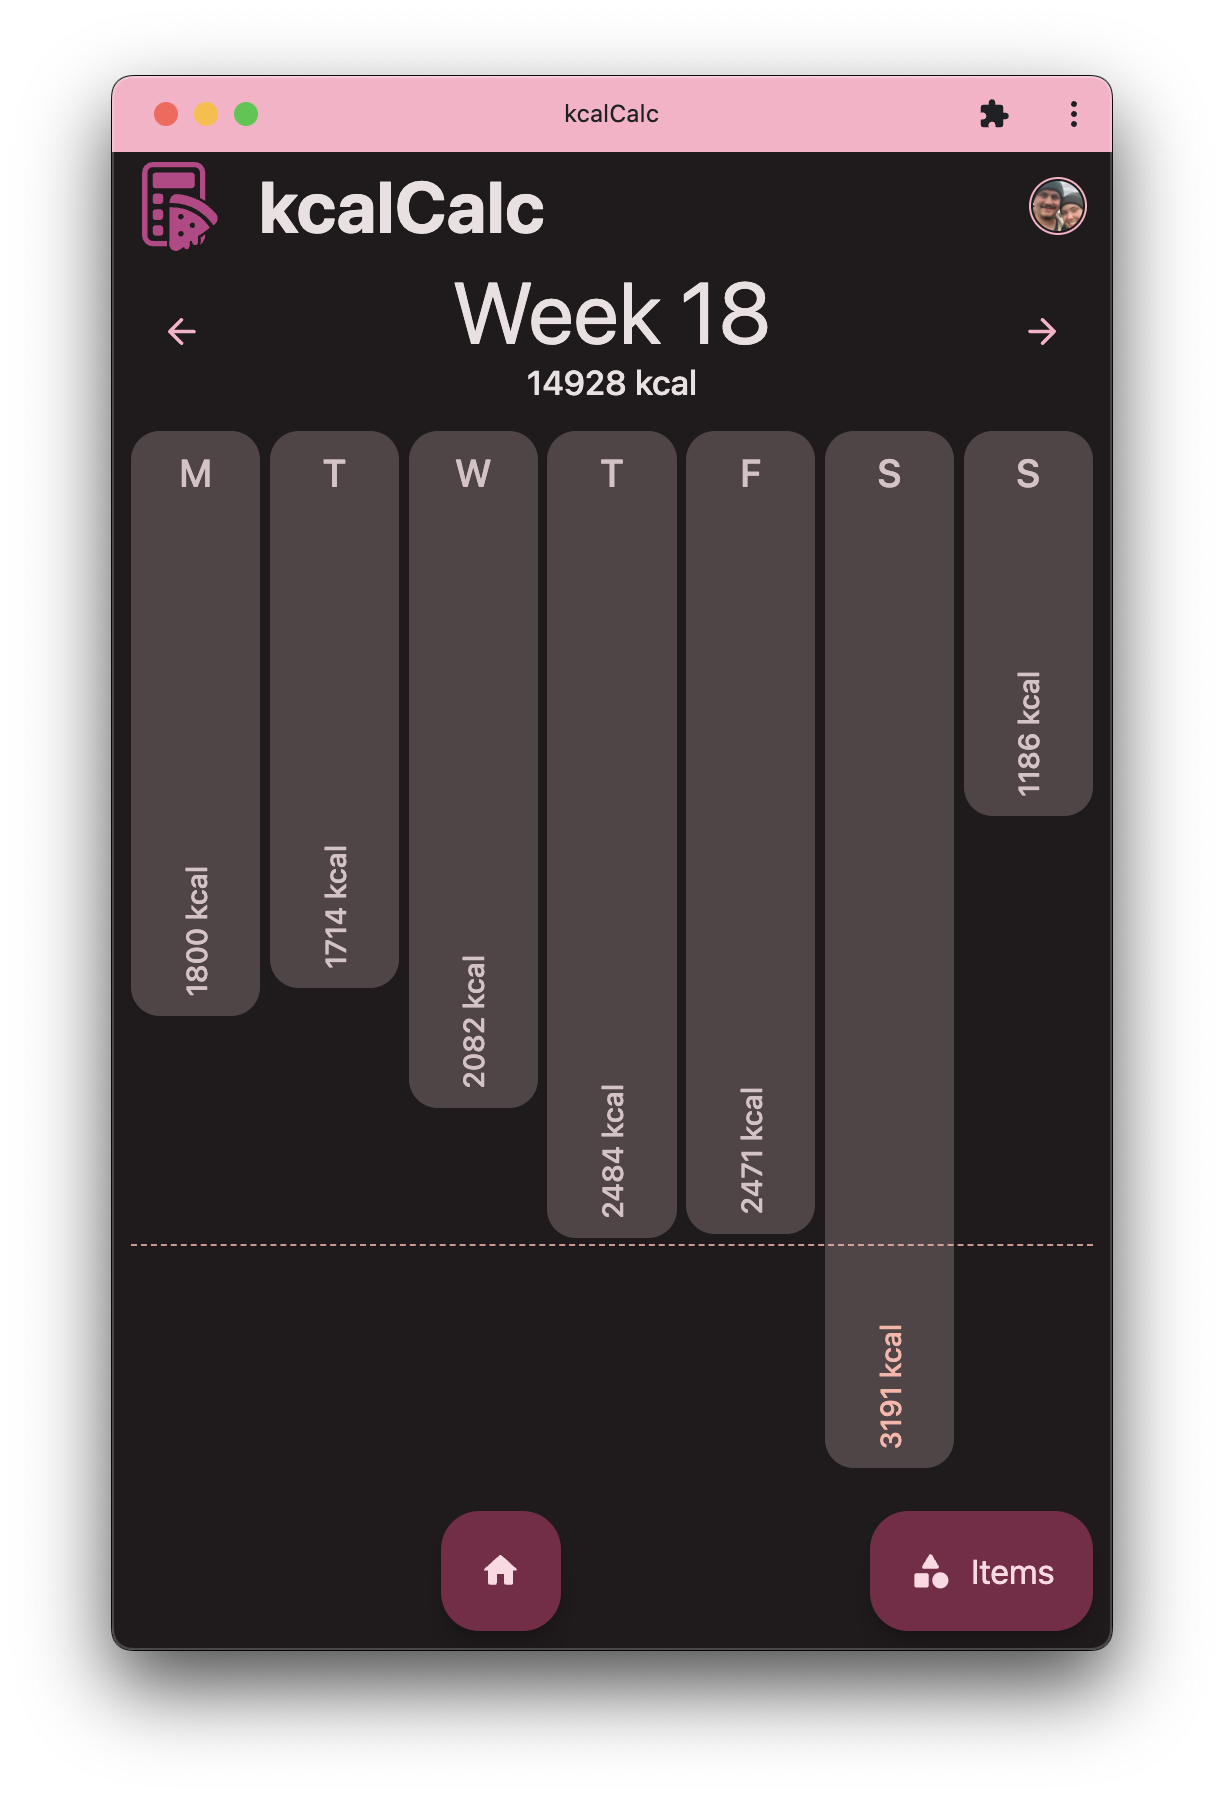 kcalCalc
kcalCalc
Week 18
14928 kcal
M T W T F S S
1800 kcal
1714 kcal
2082 kcal
2484 kcal
2471 kcal
3191 kcal
1186 kcal
Items